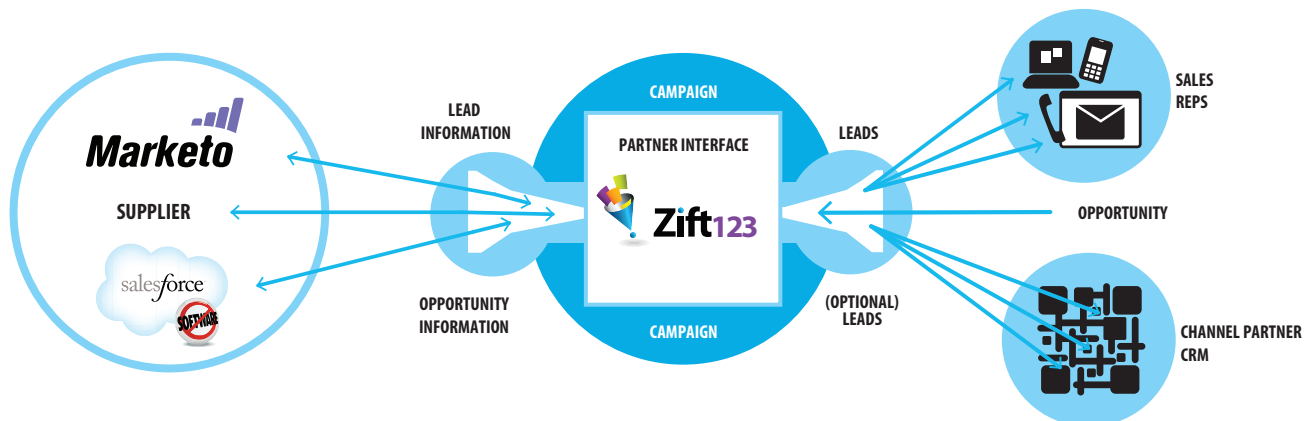 Marketo
SUPPLIER
salesforce
SOFTWARE
LEAD
INFORMATION
OPPORTUNITY
INFORMATION
CAMPAIGN
PARTNER INTERFACE
Zift123
CAMPAIGN
LEADS
(OPTIONAL)
LEADS
SALES
REPS
OPPORTUNITY
CHANNEL PARTNER
CRM